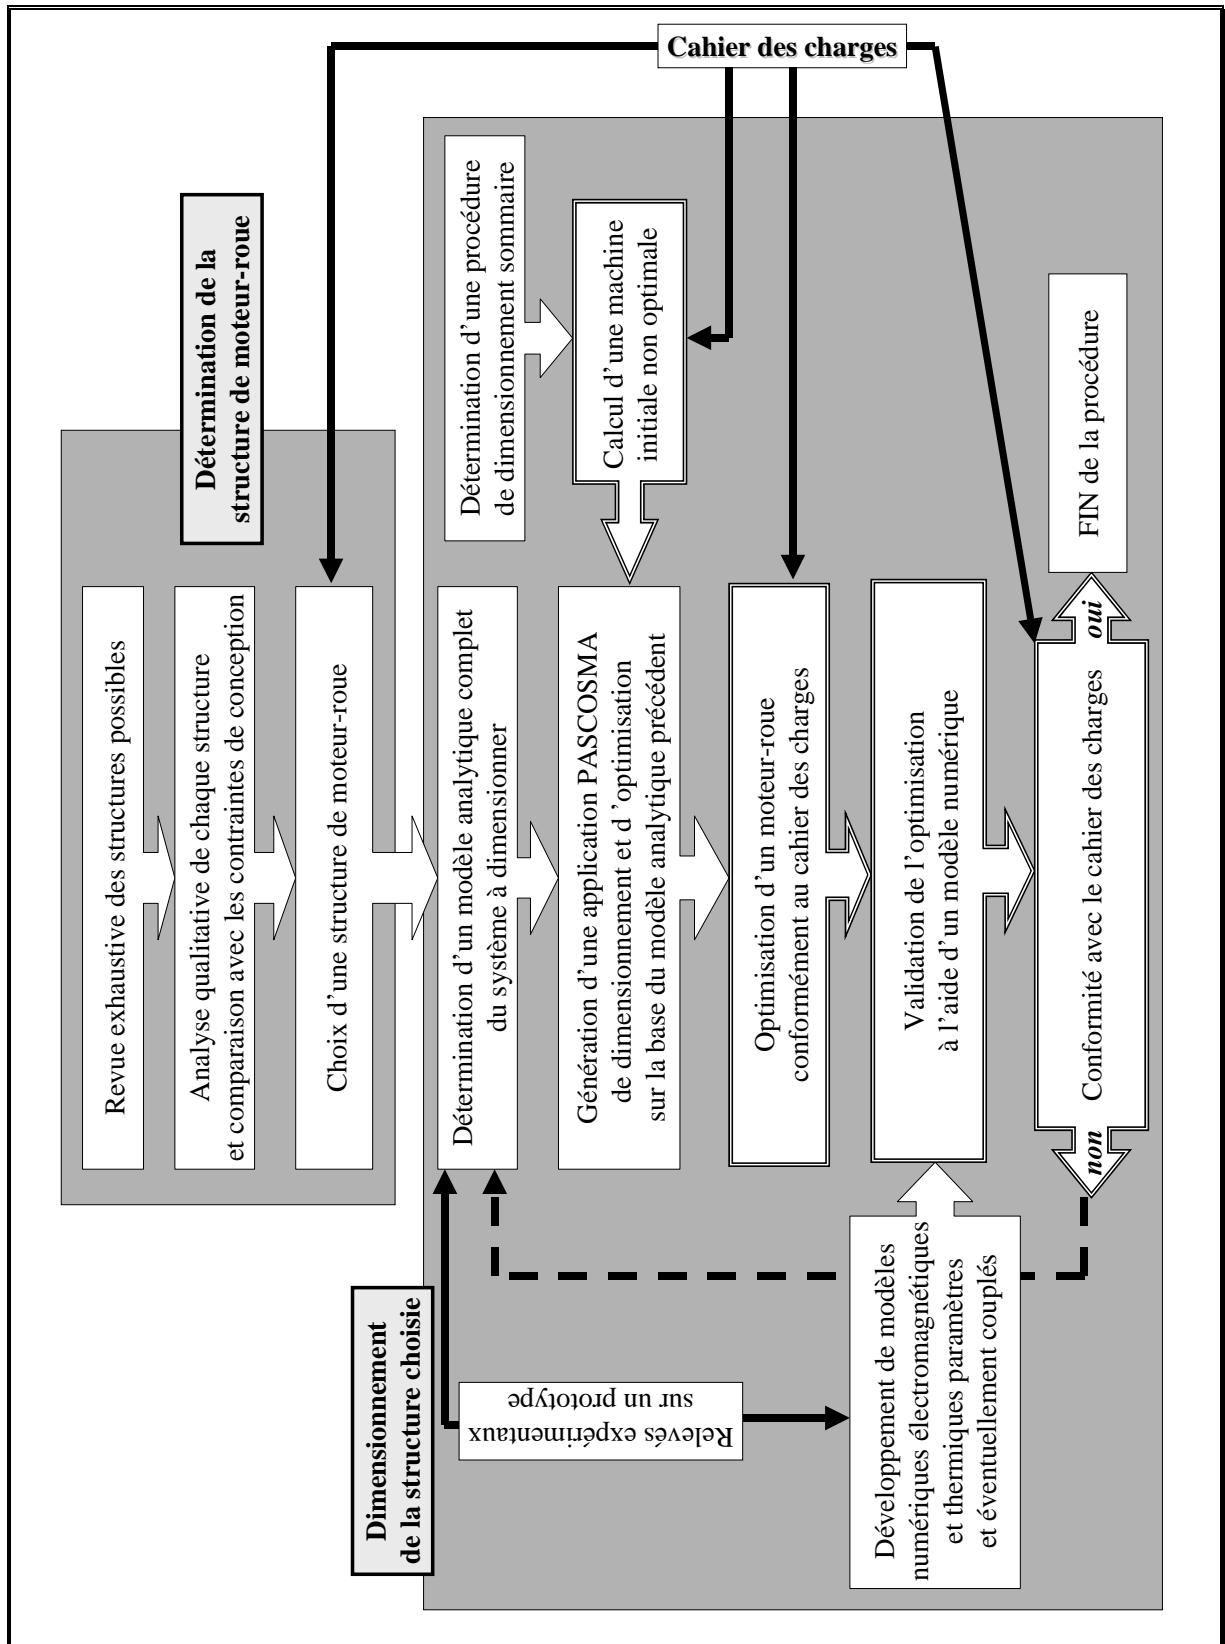 Cahier des charges
Détermination de la
structure de moteur-roue
Revue exhaustive des structures possibles
Analyse qualitative de chaque structure
et comparaison avec les contraintes de conception
Choix d'une structure de moteur-roue
Dimensionnement
de la structure choisie
Détermination d'une procédure
de dimensionnement sommaire
Calcul d'une machine
initiale non optimale
Détermination d'un modèle analytique complet
du système à dimensionner
Génération d'une application PASCOSMA
de dimensionnement et d 'optimisation
sur la base du modèle analytique précédent
Optimisation d'un moteur-roue
conformément au cahier des charges
Validation de l'optimisation
à l'aide d'un modèle numérique
non
Conformité avec le cahier des charges
oui
FIN de la procédure
Relevés expérimentaux
sur un prototype
Développement de modèles
numériques électromagnétiques
et thermiques paramètres
et éventuellement couplés